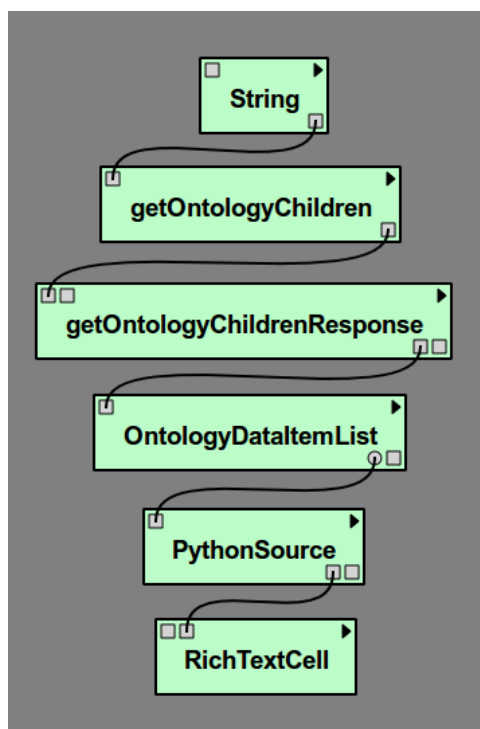 String
getOntologyChildren
getOntologyChildrenResponse
OntologyDataItemList
PythonSource
RichTextCell